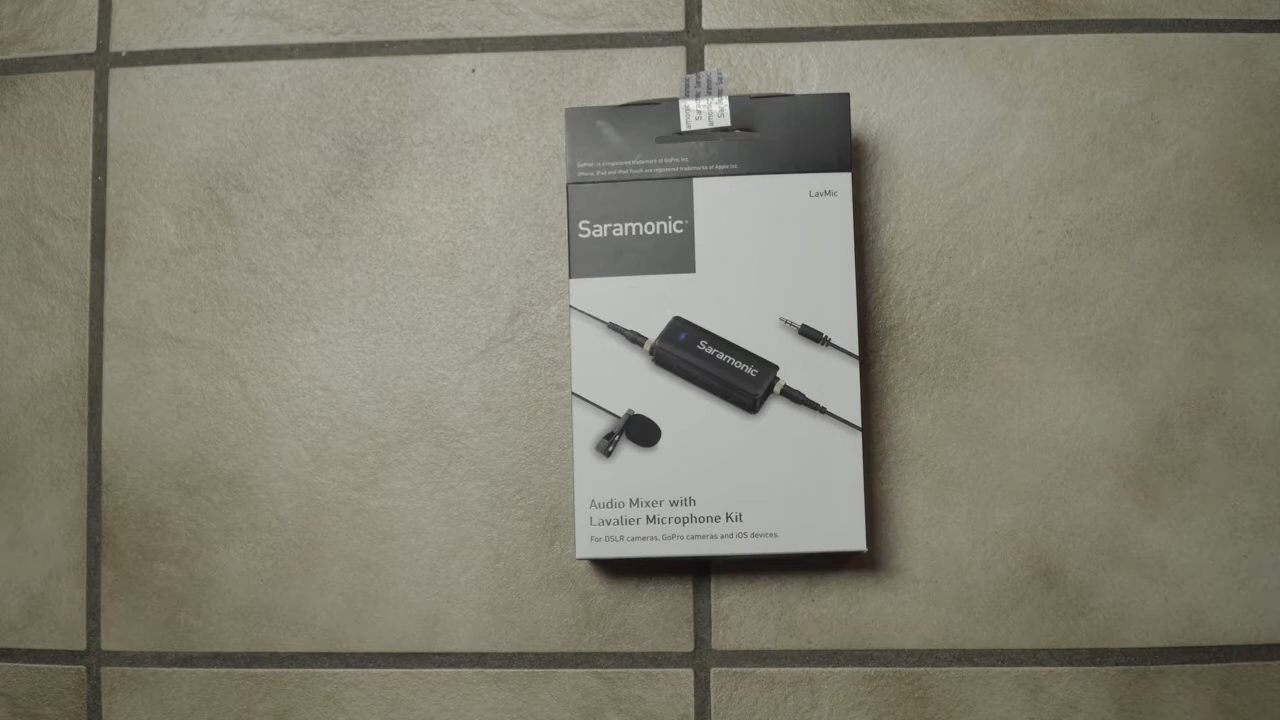 GoPro® is a registered trademark of GoPro, Inc.
iPhone, iPad and iPod Touch are registered trademarks of Apple Inc.
LavMic
Saramonic
Saramonic
Audio Mixer with
Lavalier Microphone Kit
For DSLR cameras, GoPro cameras and iOS devices.